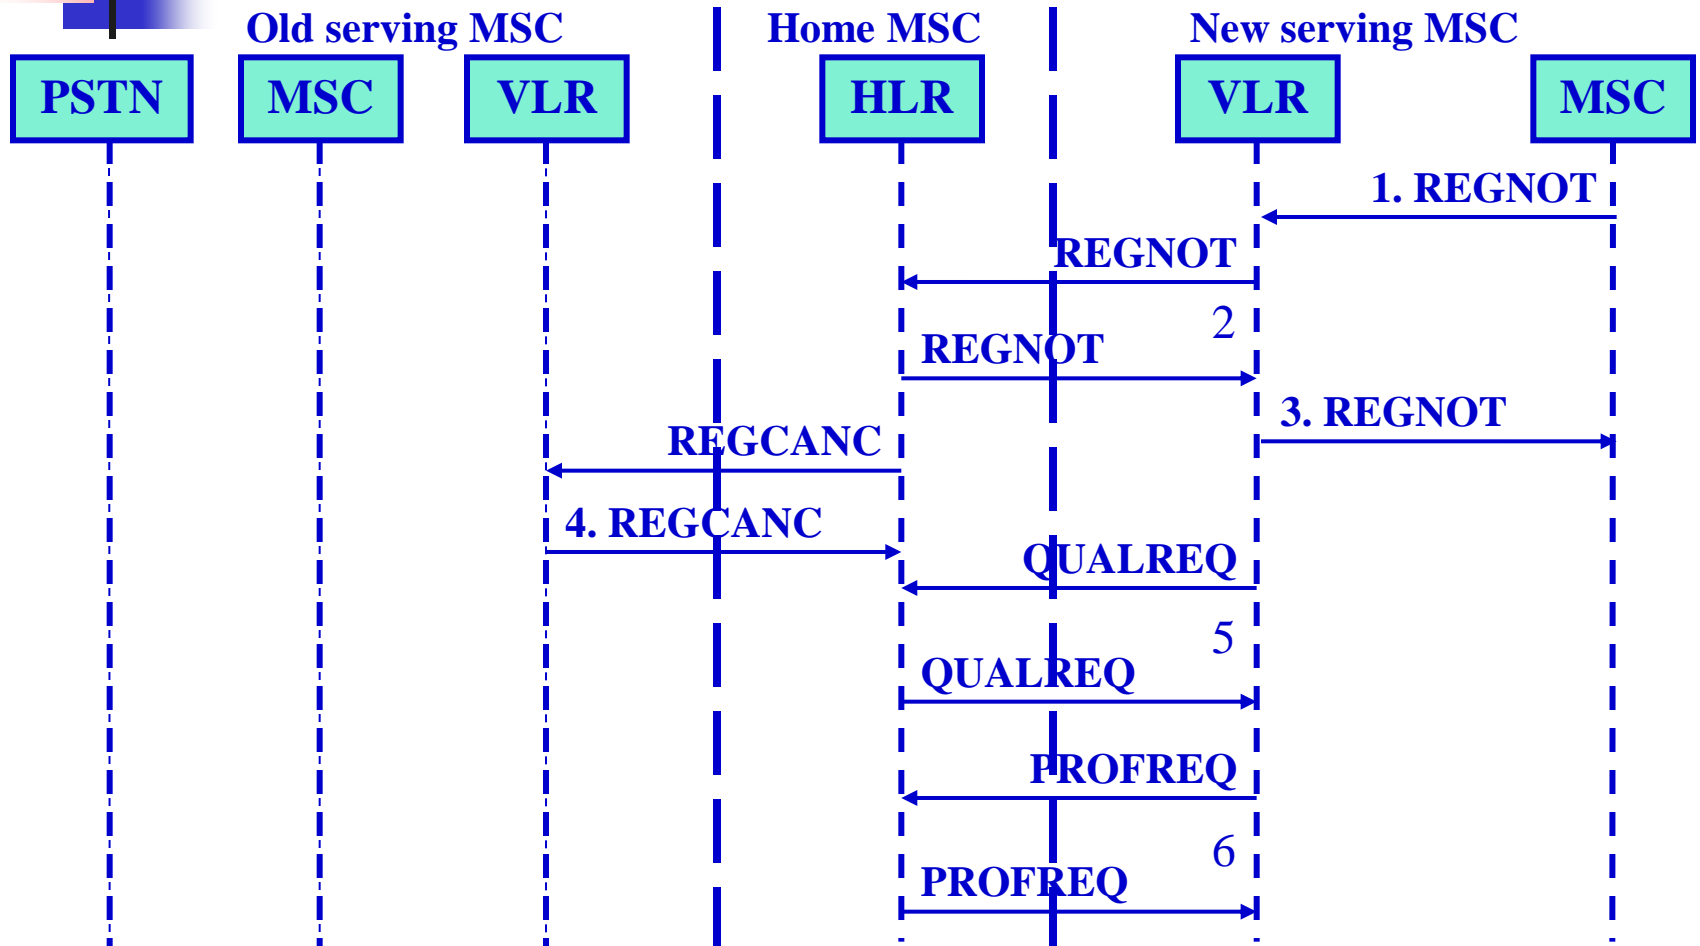 Old serving MSC
Home MSC
New serving MSC
PSTN
MSC
VLR
HLR
VLR
MSC
1. REGNOT
REGNOT
2
REGNOT
3. REGNOT
REGCANC
4. REGCANC
QUALREQ
5
QUALREQ
PROFREQ
6
PROFREQ